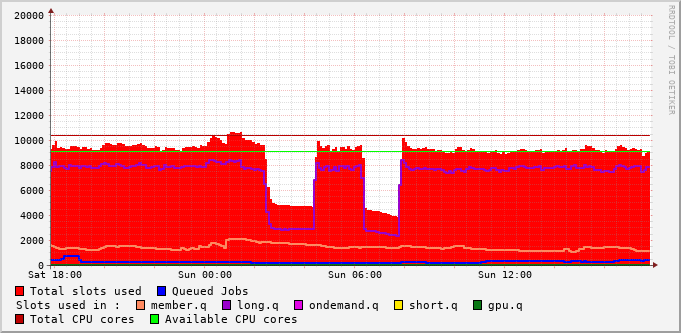 20000
18000
16000
14000
12000
10000
8000
6000
4000
2000
0
Sat 18:00 Sun 00:00 Sun 06:00 Sun 12:00
Total slots used Queued Jobs
Slots used in : member.q long.q ondemand.q short.q gpu.q
Total CPU cores Available CPU cores
RRDTOOL / TOBI OETIKER